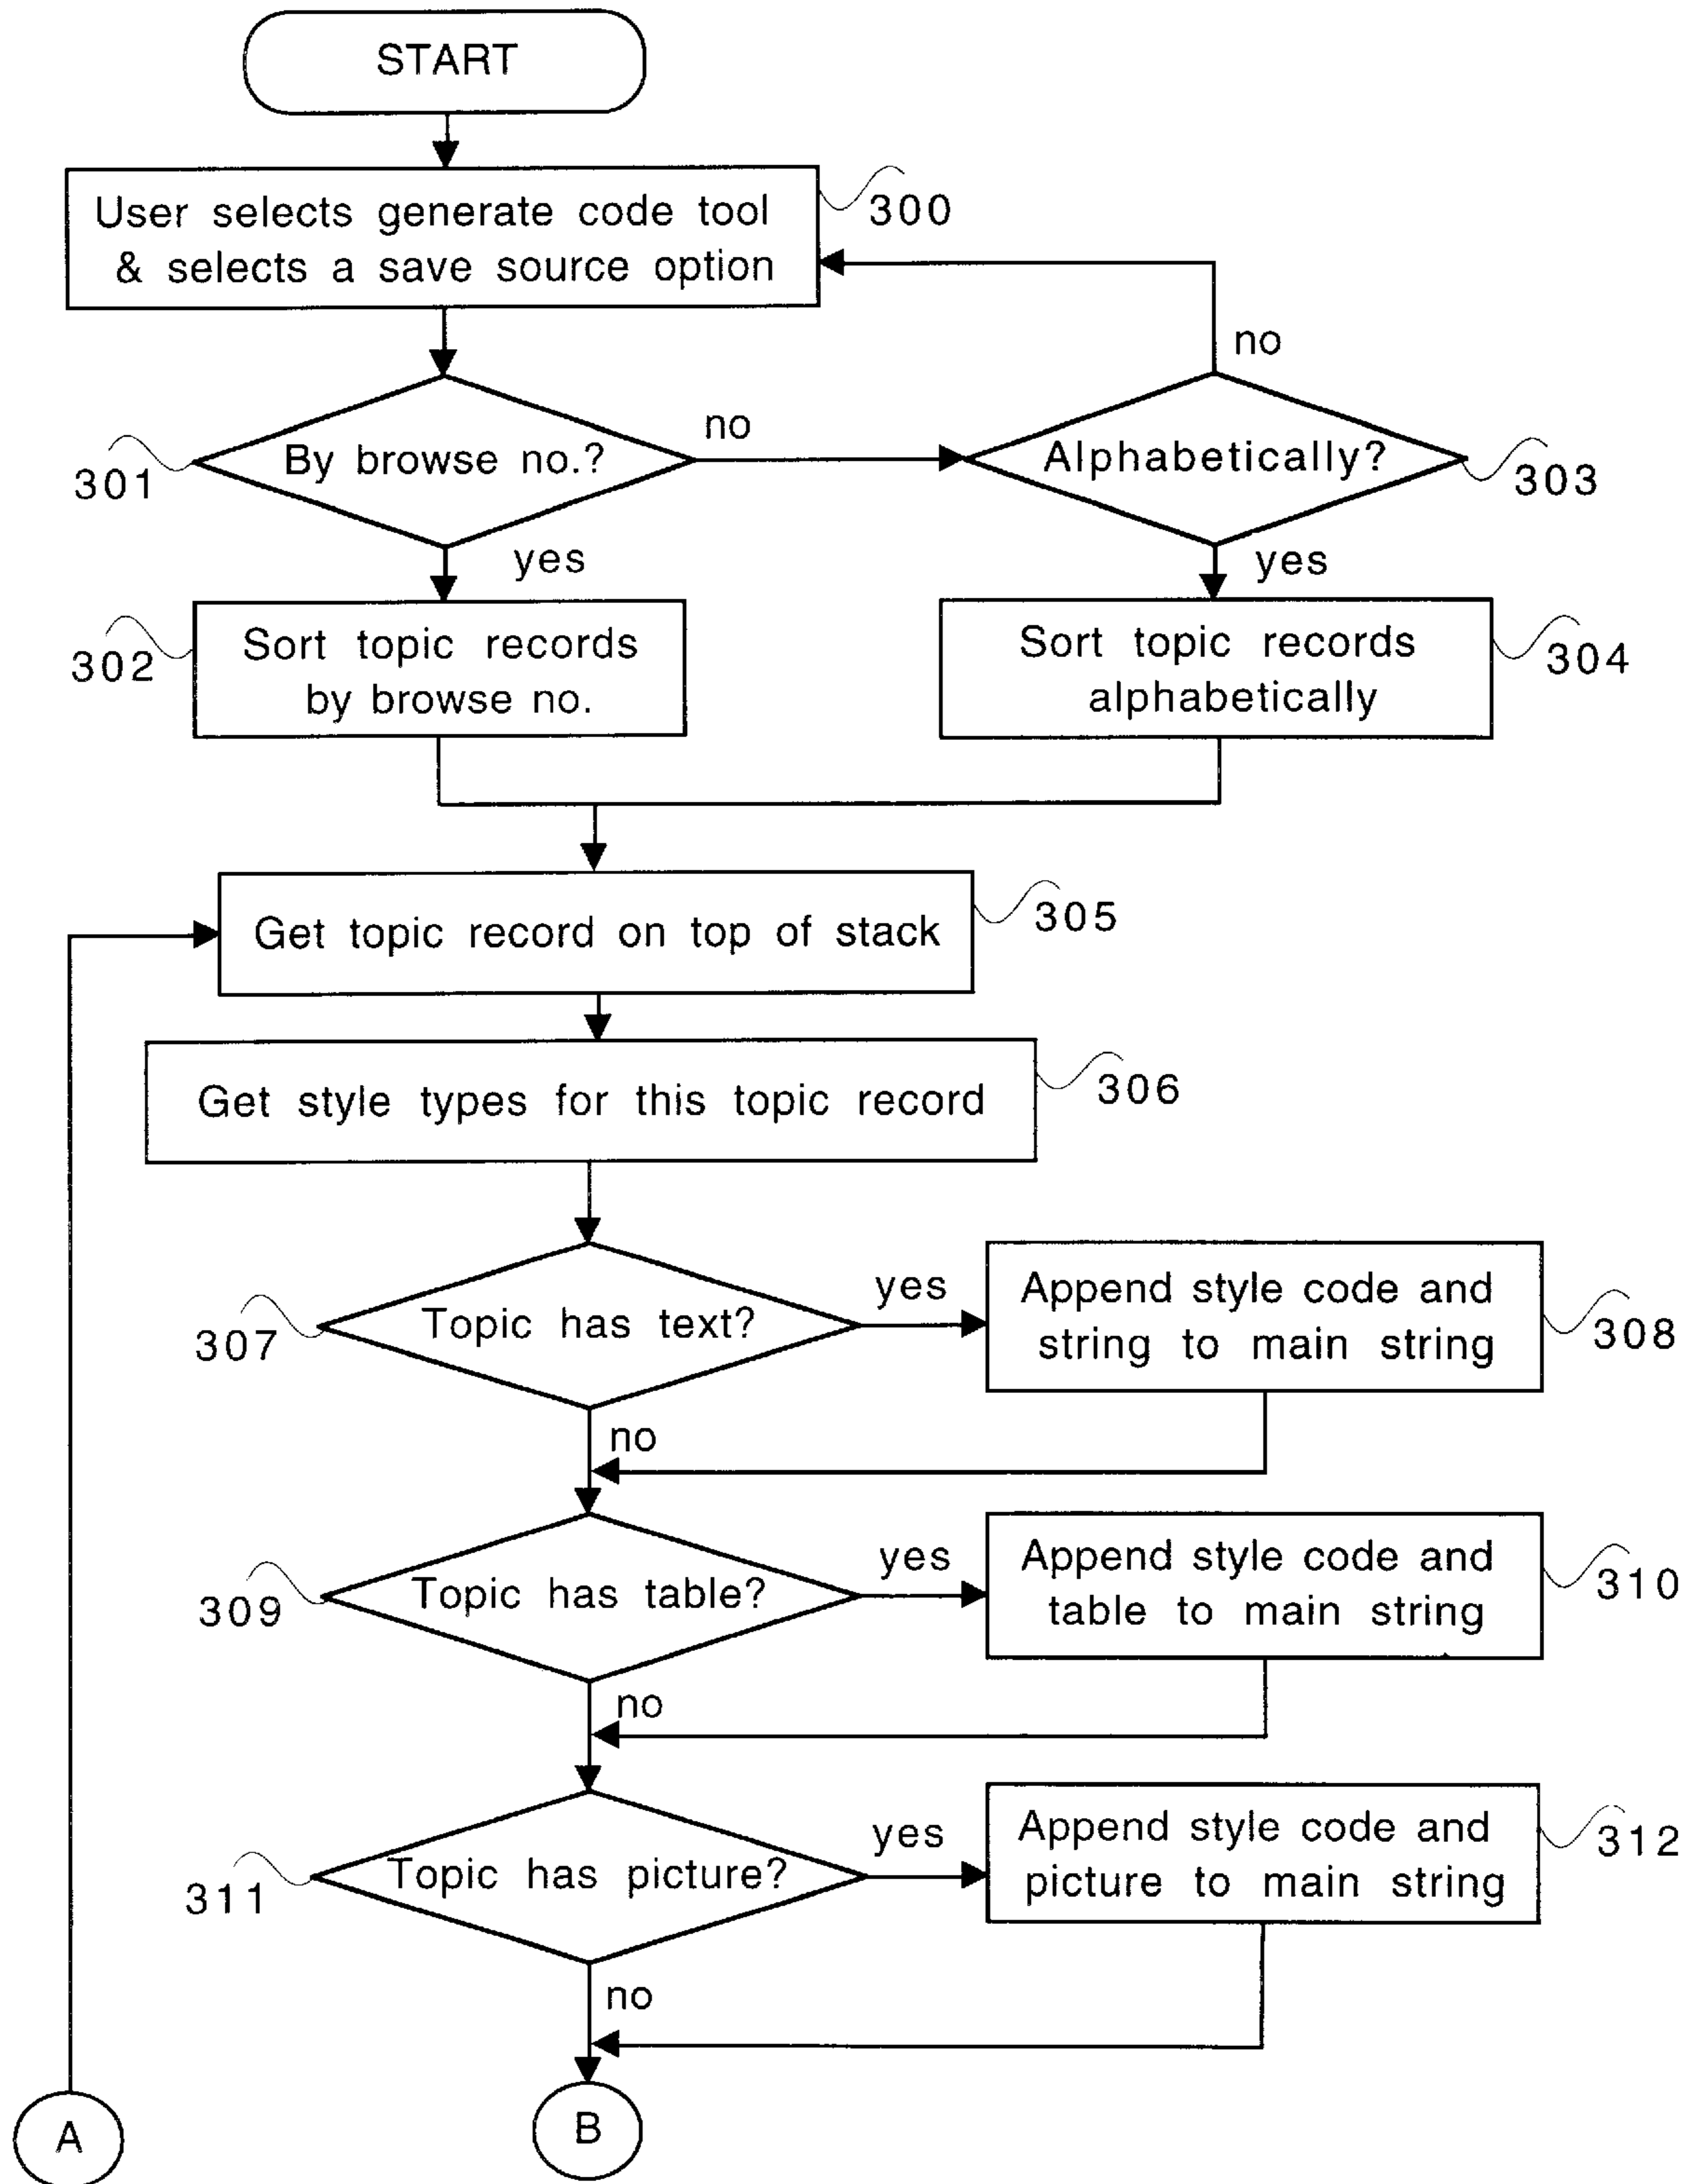 START
User selects generate code tool
& selects a save source option
300
no
By browse no.?
301
no
Alphabetically?
303
yes
yes
Sort topic records
by browse no.
302
Sort topic records
alphabetically
304
Get topic record on top of stack
305
Get style types for this topic record
306
Topic has text?
307
yes
Append style code and
string to main string
308
no
Topic has table?
309
yes
Append style code and
table to main string
310
no
Topic has picture?
311
yes
Append style code and
picture to main string
312
no
A
B